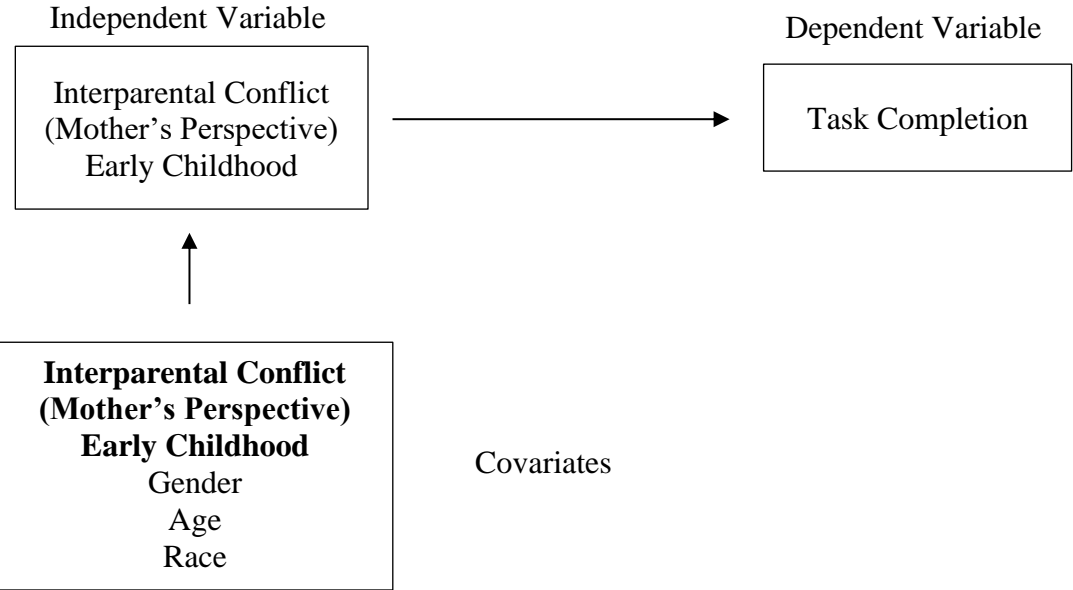 Independent Variable
Interparental Conflict
(Mother’s Perspective)
Early Childhood
Dependent Variable
Task Completion
Interparental Conflict
(Mother’s Perspective)
Early Childhood
Gender
Age
Race
Covariates